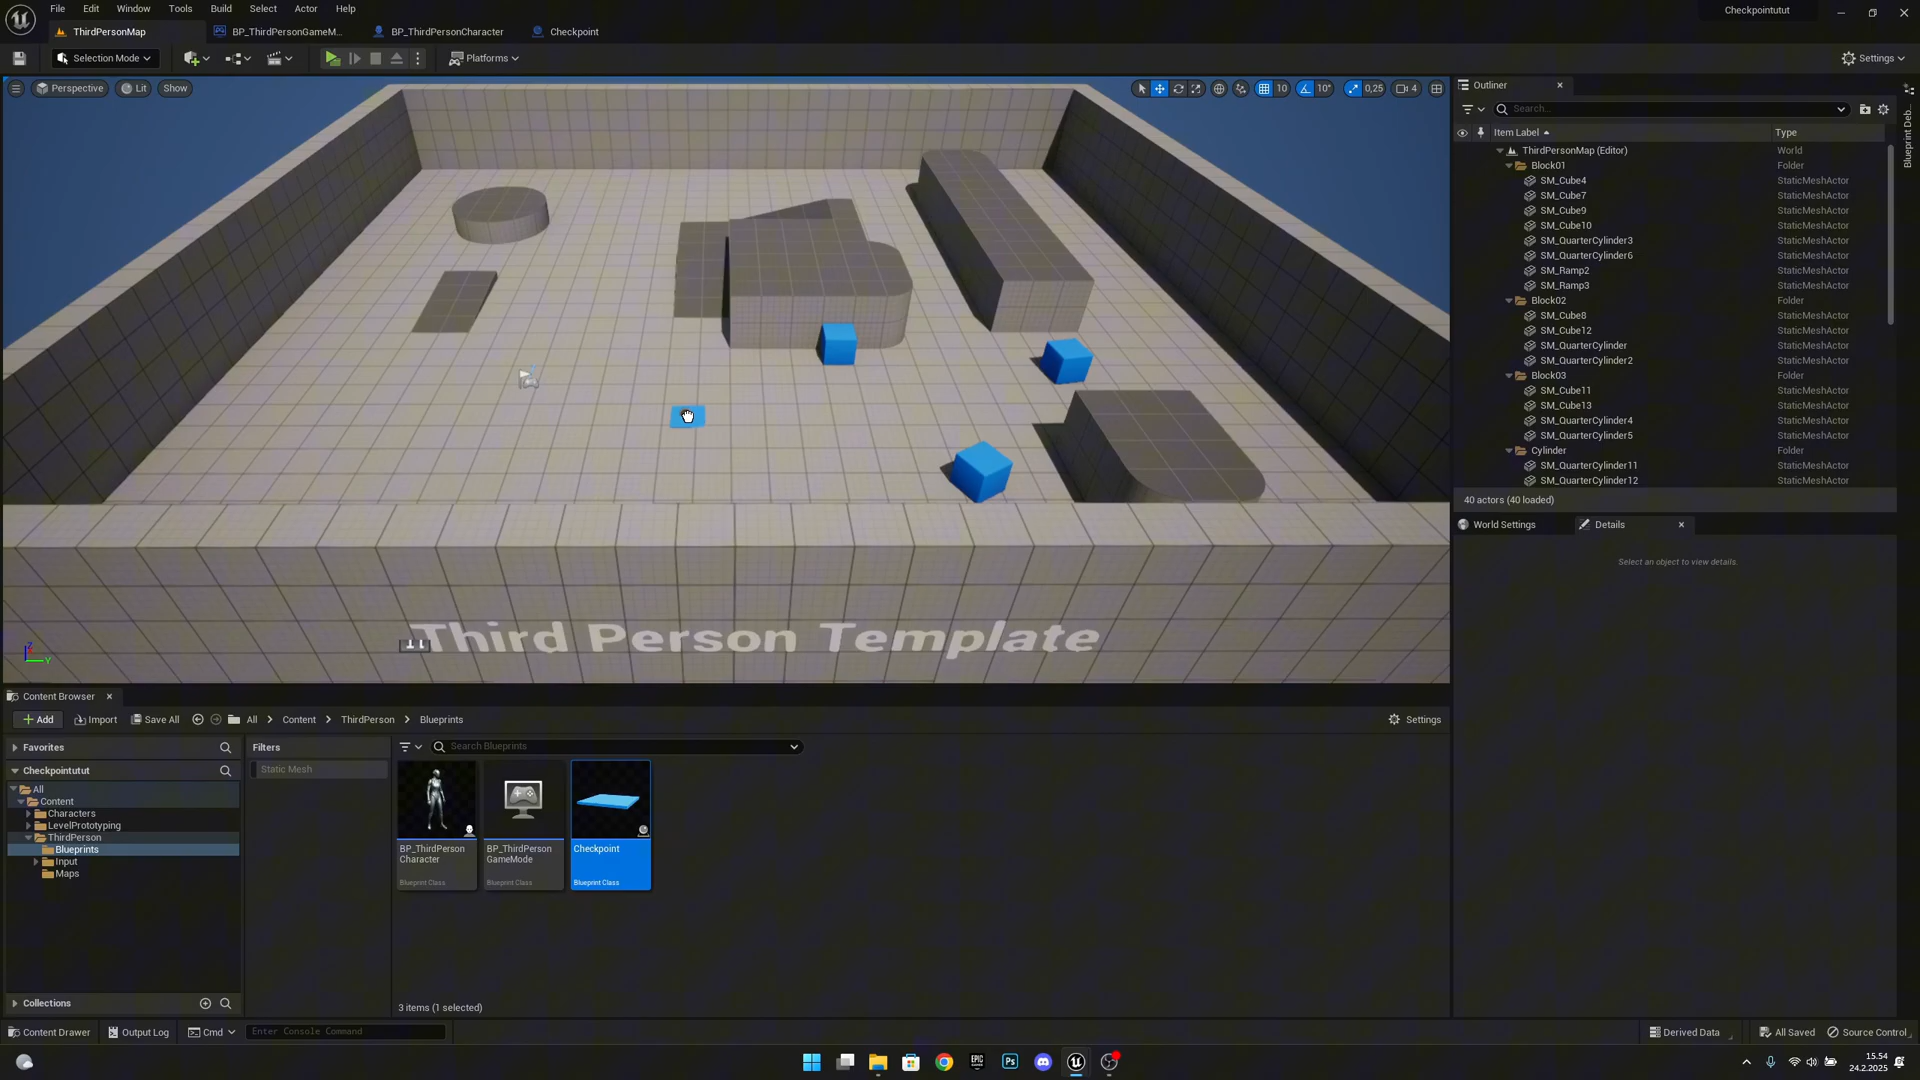 File Edit Window Tools Build Select Actor Help
Checkpointutut
ThirdPersonMap BP_ThirdPersonGameM... BP_ThirdPersonCharacter Checkpoint
Selection Mode Platforms Settings
Perspective Lit Show 10 10° 0,25 4
Third Person Template
Z
Y
Outliner
Search...
Item Label Type
ThirdPersonMap (Editor) World
Block01 Folder
SM_Cube4 StaticMeshActor
SM_Cube7 StaticMeshActor
SM_Cube9 StaticMeshActor
SM_Cube10 StaticMeshActor
SM_QuarterCylinder3 StaticMeshActor
SM_QuarterCylinder6 StaticMeshActor
SM_Ramp2 StaticMeshActor
SM_Ramp3 StaticMeshActor
Block02 Folder
SM_Cube8 StaticMeshActor
SM_Cube12 StaticMeshActor
SM_QuarterCylinder StaticMeshActor
SM_QuarterCylinder2 StaticMeshActor
Block03 Folder
SM_Cube11 StaticMeshActor
SM_Cube13 StaticMeshActor
SM_QuarterCylinder4 StaticMeshActor
SM_QuarterCylinder5 StaticMeshActor
Cylinder Folder
SM_QuarterCylinder11 StaticMeshActor
SM_QuarterCylinder12 StaticMeshActor
40 actors (40 loaded)
World Settings Details
Select an object to view details.
Blueprint Deb...
Content Browser
Add Import Save All All Content ThirdPerson Blueprints Settings
Favorites
Checkpointutut
All
Content
Characters
LevelPrototyping
ThirdPerson
Blueprints
Input
Maps
Collections
Filters
Static Mesh
Search Blueprints
BP_ThirdPerson
Character
Blueprint Class
BP_ThirdPerson
GameMode
Blueprint Class
Checkpoint
Blueprint Class
3 items (1 selected)
Content Drawer Output Log Cmd Enter Console Command Derived Data All Saved Source Control
EPIC
Ps
15.54
24.2.2025